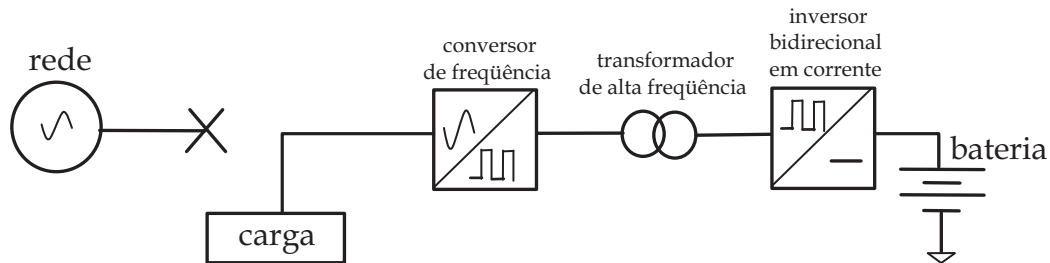 rede
conversor
de freqüência
transformador
de alta freqüência
inversor
bidirecional
em corrente
bateria
carga